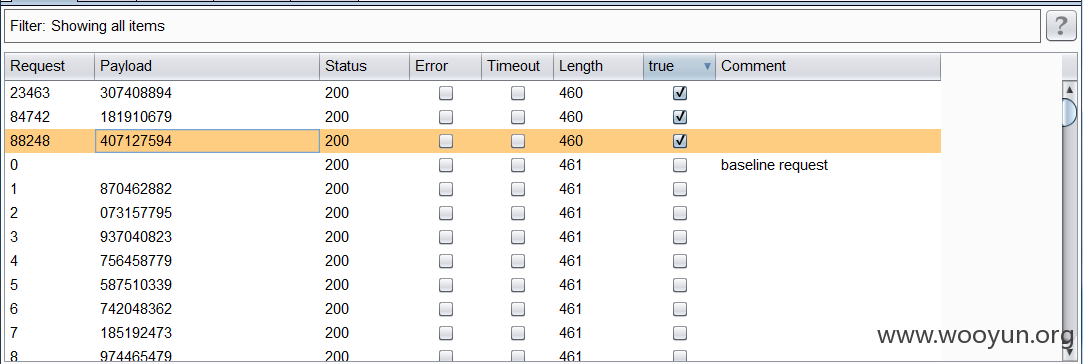 Filter: Showing all items
?
Request Payload Status Error Timeout Length true Comment
23463 307408894 200 460
84742 181910679 200 460
88248 407127594 200 460
0 200 461 baseline request
1 870462882 200 461
2 073157795 200 461
3 937040823 200 461
4 756458779 200 461
5 587510339 200 461
6 742048362 200 461
7 185192473 200 461
8 974465479 200 461
www.wooyun.org